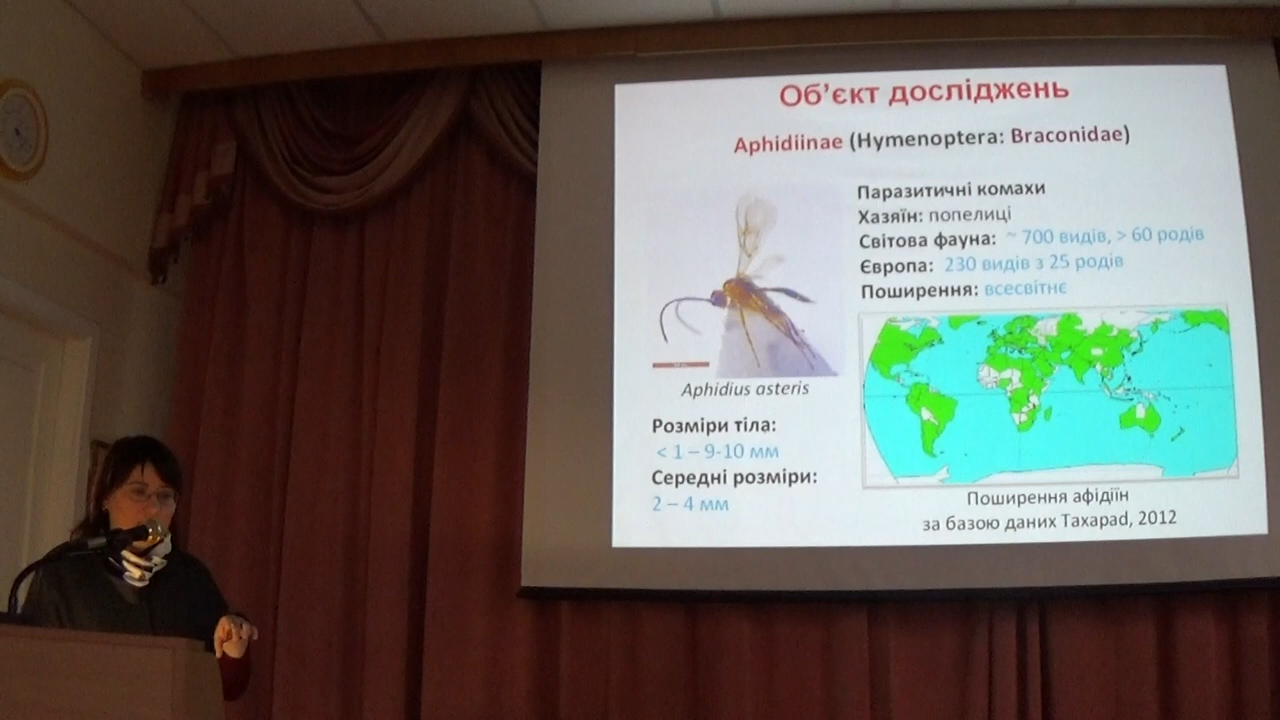 Об’єкт досліджень
Aphidiinae (Hymenoptera: Braconidae)
Паразитичні комахи
Хазяїн: попелиці
Світова фауна: ~ 700 видів, > 60 родів
Європа: 230 видів з 25 родів
Поширення: всесвітнє
Aphidius asteris
Розміри тіла:
< 1 – 9-10 мм
Середні розміри:
2 – 4 мм
Поширення афідіїн
за базою даних Taxapad, 2012